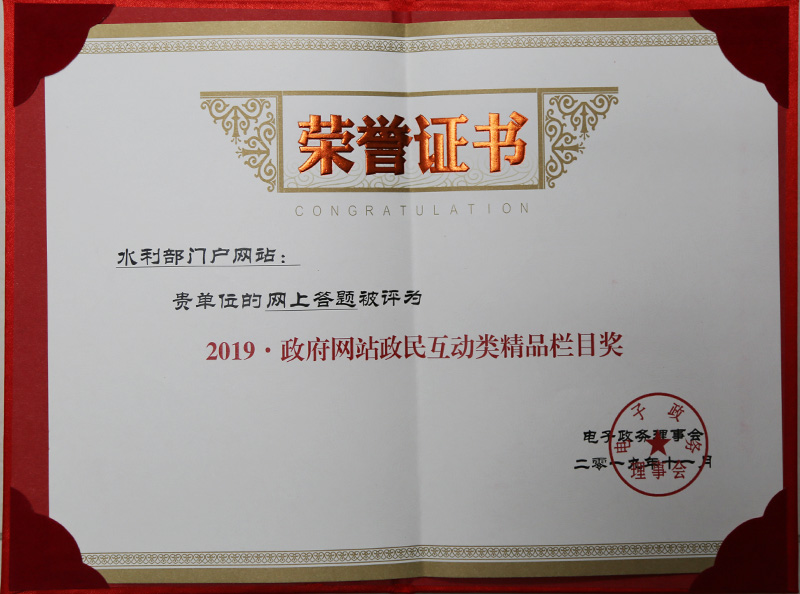 荣誉证书
CONGRATULATION
水利部门户网站：
贵单位的网上答题被评为
2019·政府网站政民互动类精品栏目奖
电子政务理事会
二零一九年十一月
电子政务理事会